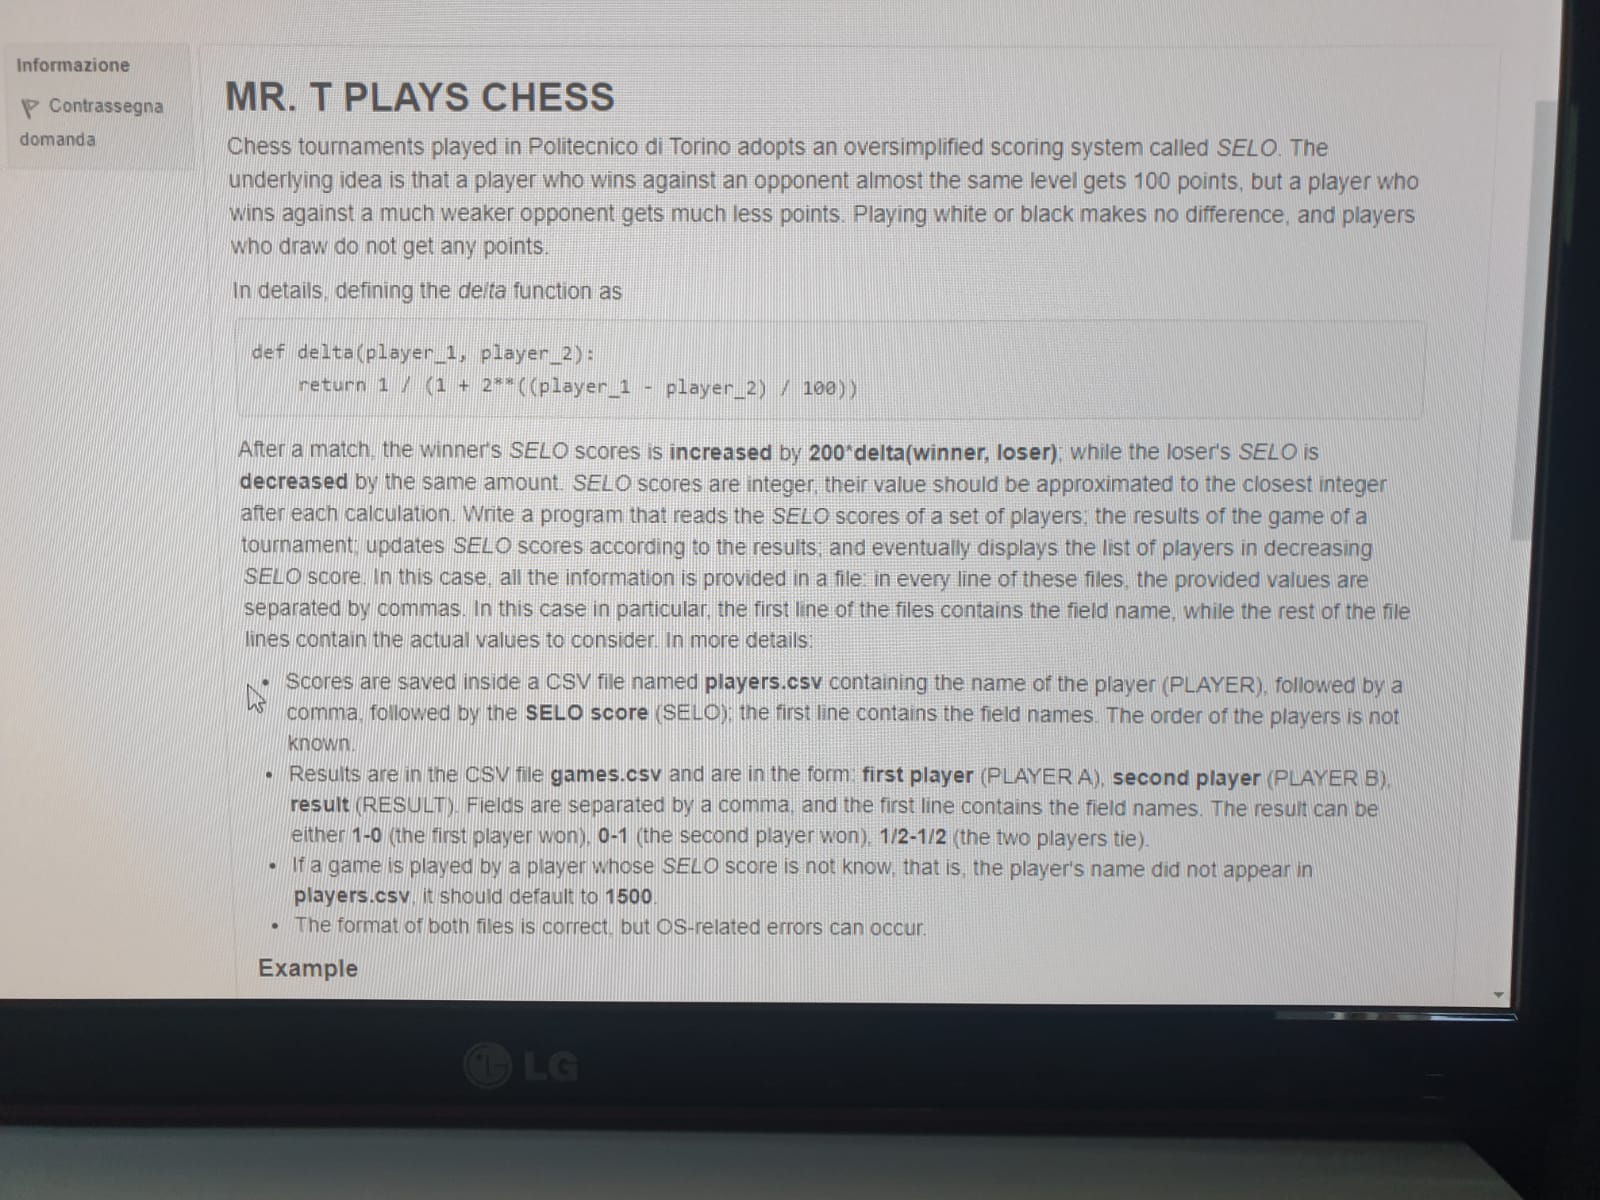 Informazione
Contrassegna
domanda
MR. T PLAYS CHESS
Chess tournaments played in Politecnico di Torino adopts an oversimplified scoring system called SELO. The
underlying idea is that a player who wins against an opponent almost the same level gets 100 points, but a player who
wins against a much weaker opponent gets much less points. Playing white or black makes no difference, and players
who draw do not get any points.
In details, defining the delta function as
def delta(player_1, player_2):
return 1 / (1 + 2**((player_1 - player_2) / 100))
After a match, the winner's SELO scores is increased by 200*delta(winner, loser); while the loser's SELO is
decreased by the same amount. SELO scores are integer, their value should be approximated to the closest integer
after each calculation. Write a program that reads the SELO scores of a set of players; the results of the game of a
tournament; updates SELO scores according to the results; and eventually displays the list of players in decreasing
SELO score. In this case, all the information is provided in a file: in every line of these files, the provided values are
separated by commas. In this case in particular, the first line of the files contains the field name, while the rest of the file
lines contain the actual values to consider. In more details:
• Scores are saved inside a CSV file named players.csv containing the name of the player (PLAYER), followed by a
comma, followed by the SELO score (SELO); the first line contains the field names. The order of the players is not
known.
• Results are in the CSV file games.csv and are in the form: first player (PLAYER A), second player (PLAYER B),
result (RESULT). Fields are separated by a comma, and the first line contains the field names. The result can be
either 1-0 (the first player won), 0-1 (the second player won), 1/2-1/2 (the two players tie).
• If a game is played by a player whose SELO score is not know, that is, the player's name did not appear in
players.csv, it should default to 1500.
• The format of both files is correct, but OS-related errors can occur.
Example
LG